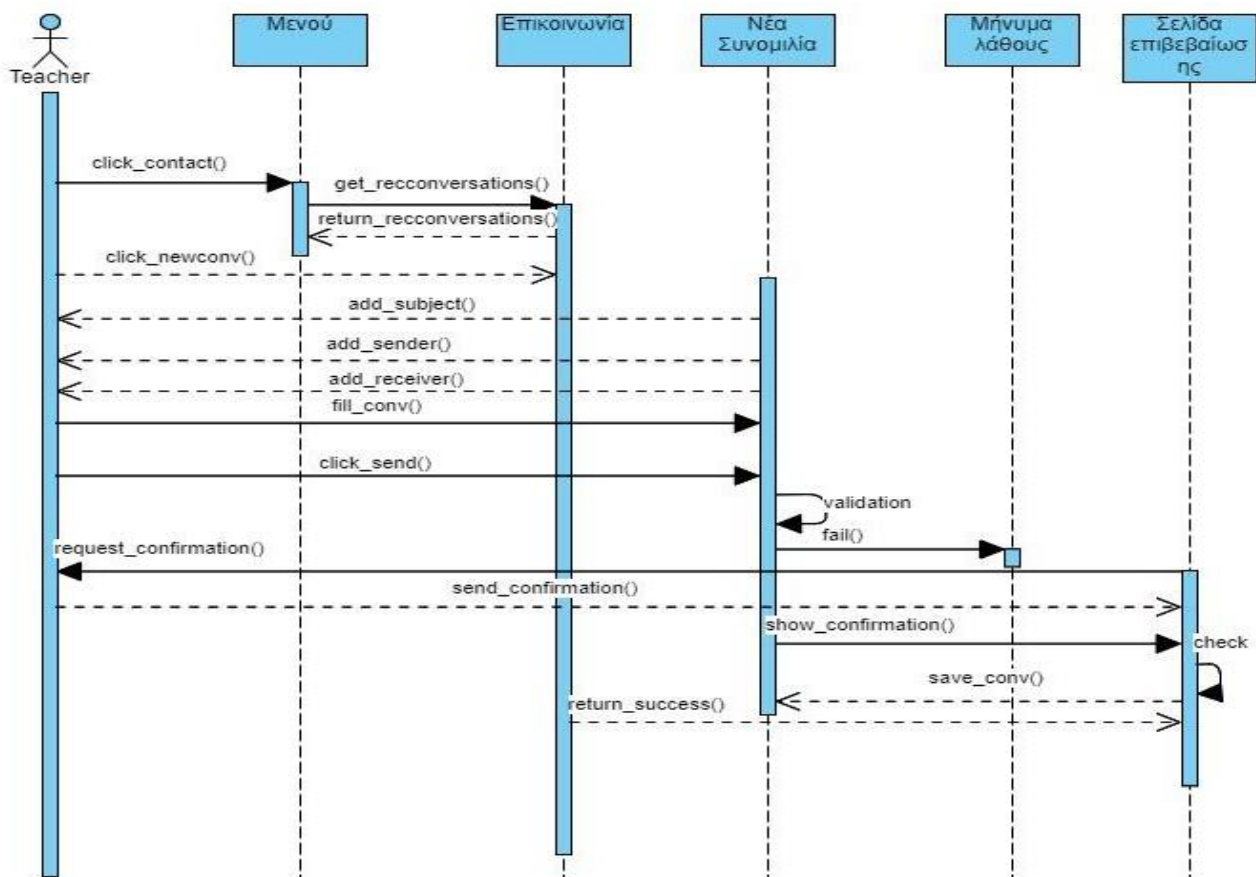 Μενού
Επικοινωνία
Νέα
Συνομιλία
Μήνυμα
λάθους
Σελίδα
επιβεβαίωσ
ης
Teacher
click_contact()
get_recconversations()
return_recconversations()
click_newconv()
add_subject()
add_sender()
add_receiver()
fill_conv()
click_send()
validation
fail()
request_confirmation()
send_confirmation()
show_confirmation()
check
save_conv()
return_success()